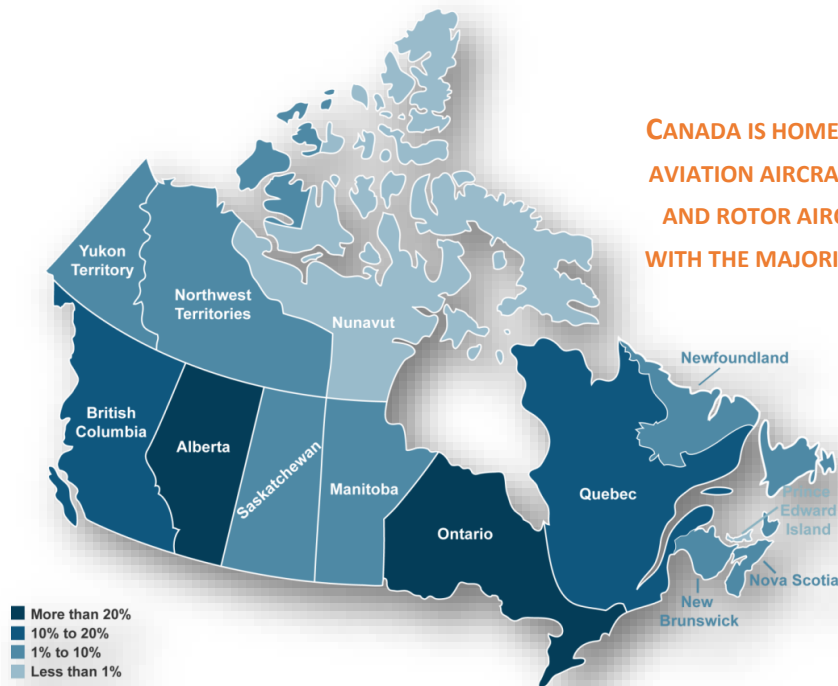 CANADA IS HOME
AVIATION AIRCRA
AND ROTOR AIRC
WITH THE MAJORI
Yukon
Territory
Northwest
Territories
Nunavut
Newfoundland
British
Columbia
Alberta
Saskatchewan
Manitoba
Ontario
Quebec
Prince
Edward
Island
Nova Scotia
New
Brunswick
More than 20%
10% to 20%
1% to 10%
Less than 1%